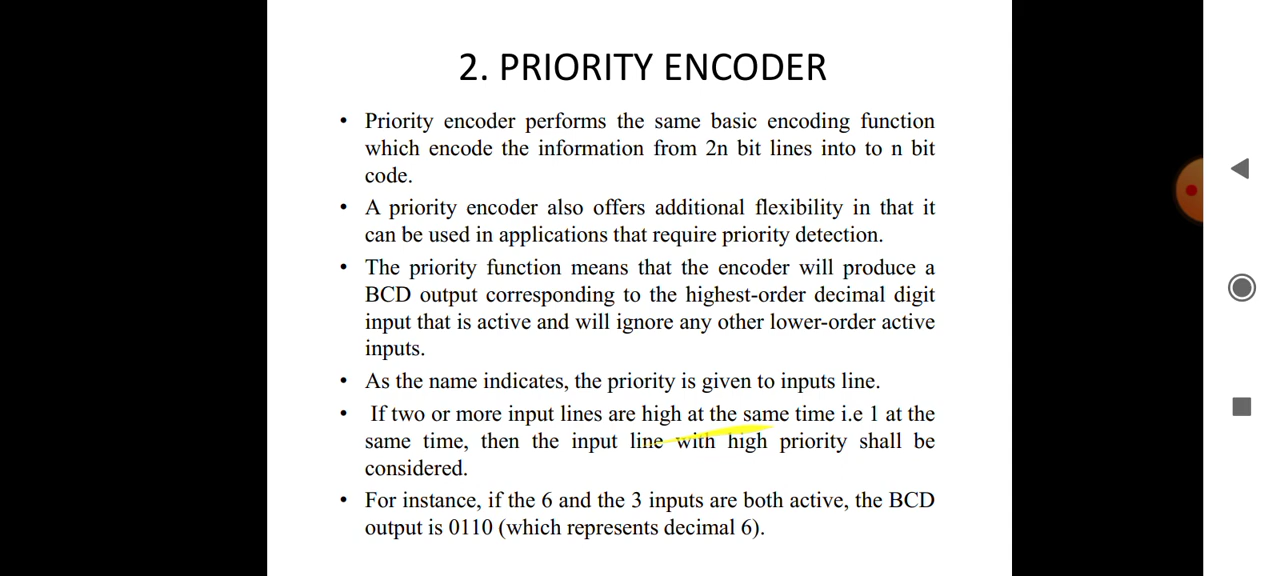 2. PRIORITY ENCODER
• Priority encoder performs the same basic encoding function
which encode the information from 2n bit lines into to n bit
code.
• A priority encoder also offers additional flexibility in that it
can be used in applications that require priority detection.
• The priority function means that the encoder will produce a
BCD output corresponding to the highest-order decimal digit
input that is active and will ignore any other lower-order active
inputs.
• As the name indicates, the priority is given to inputs line.
• If two or more input lines are high at the same time i.e 1 at the
same time, then the input line with high priority shall be
considered.
• For instance, if the 6 and the 3 inputs are both active, the BCD
output is 0110 (which represents decimal 6).